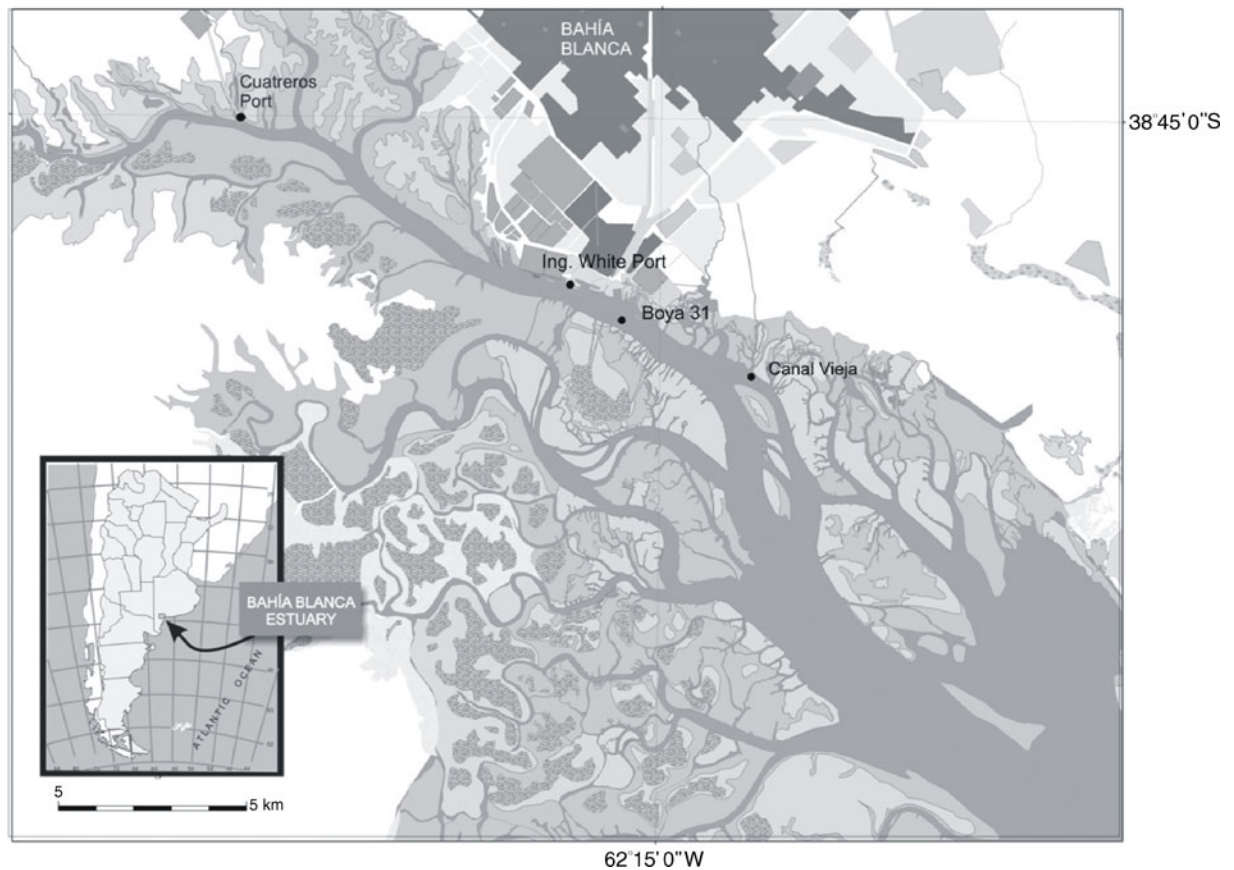 BAHÍA
BLANCA
Cuatreros
Port
38°45'0"S
Ing. White Port
Boya 31
Canal Vieja
BAHÍA BLANCA
ESTUARY
ATLANTIC OCEAN
5
5 km
62°15'0"W